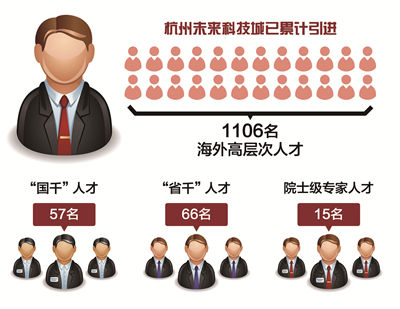 杭州未来科技城已累计引进
1106名
海外高层次人才
“国千”人才
“省千”人才
院士级专家人才
57名
66名
15名